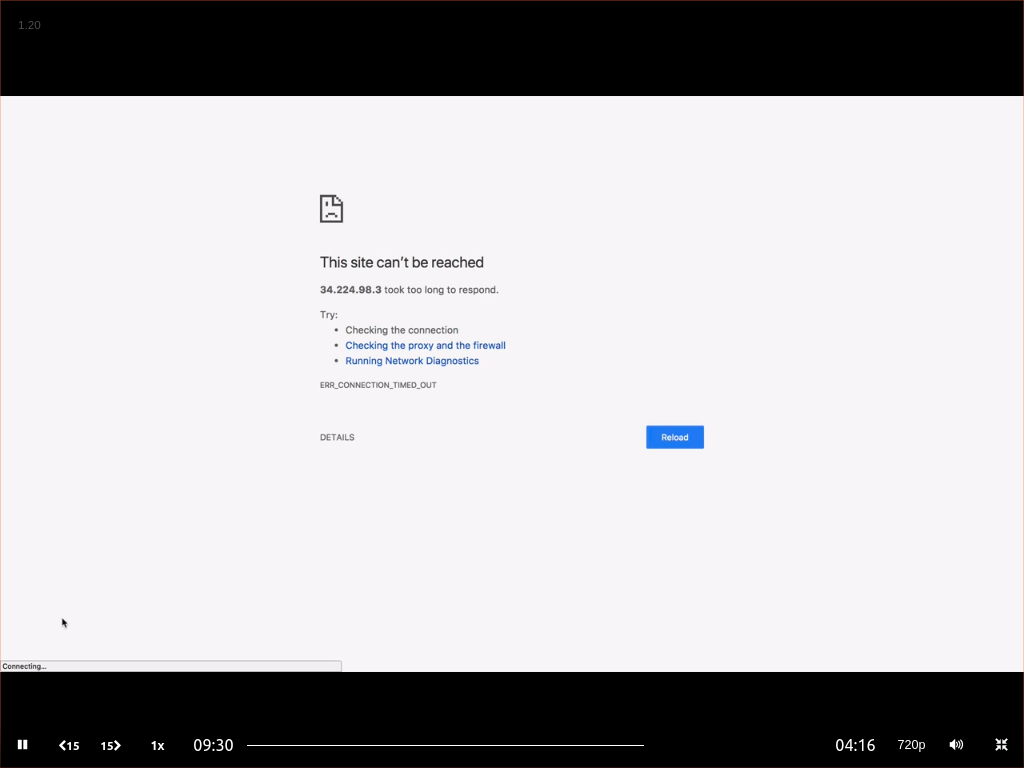 1.20
This site can't be reached
34.224.98.3 took too long to respond.
Try:
• Checking the connection
• Checking the proxy and the firewall
• Running Network Diagnostics
ERR_CONNECTION_TIMED_OUT
DETAILS
Reload
Connecting...
15 15 1x 09:30 04:16 720p